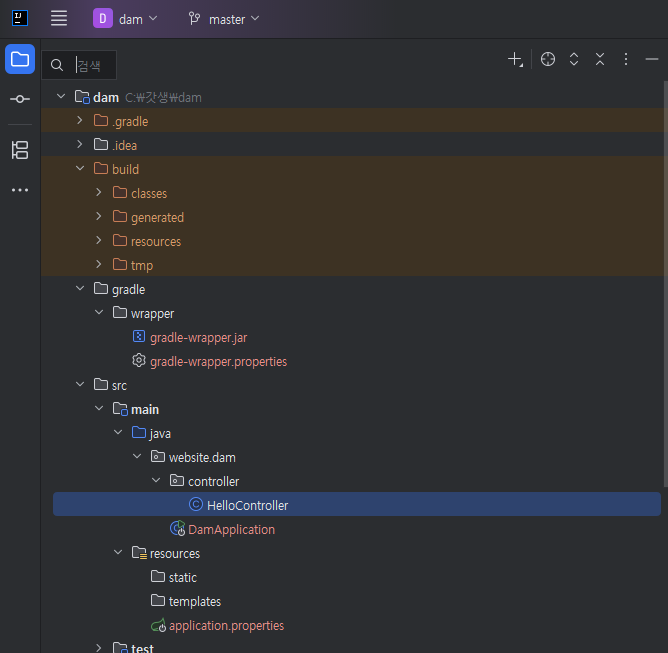 D dam master
검색
dam C:₩갓생₩dam
.gradle
.idea
build
classes
generated
resources
tmp
gradle
wrapper
gradle-wrapper.jar
gradle-wrapper.properties
src
main
java
website.dam
controller
HelloController
DamApplication
resources
static
templates
application.properties
test